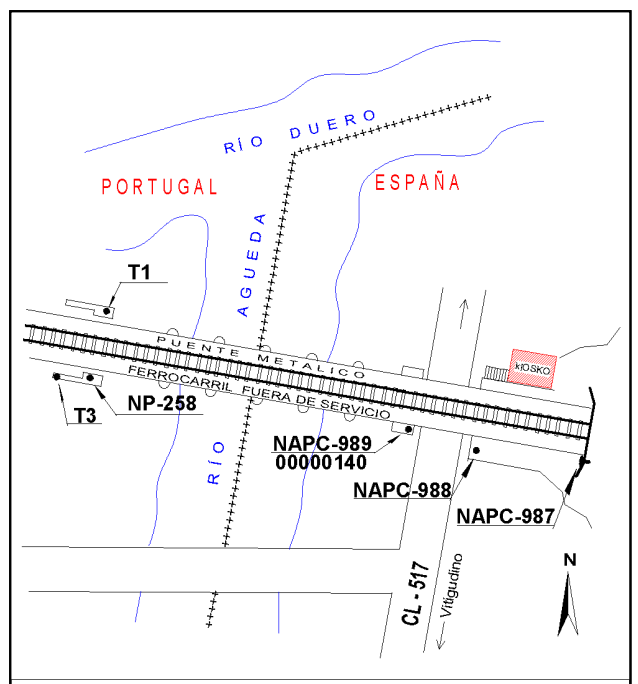 RÍO DUERO
PORTUGAL
ESPAÑA
AGUEDA
T1
PUENTE METALICO
kIOSKO
FERROCARRIL FUERA DE SERVICIO
NP-258
T3
NAPC-989
00000140
RÍO
NAPC-988
NAPC-987
CL - 517
Vitigudino
N